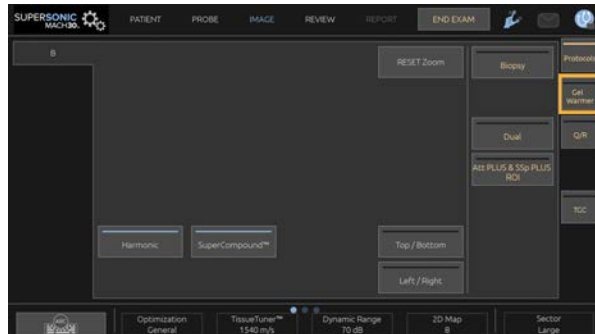 SUPERSONIC
MACH30.
PATIENT
PROBE
IMAGE
REVIEW
REPORT
END EXAM
B
RESET Zoom
Biopsy
Protocols
Gel
Warmer
Dual
Q/R
Att PLUS & SSp PLUS
ROI
TGC
Harmonic
SuperCompound™
Top / Bottom
Left / Right
Optimization
General
TissueTuner™
1540 m/s
Dynamic Range
70 dB
2D Map
8
Sector
Large